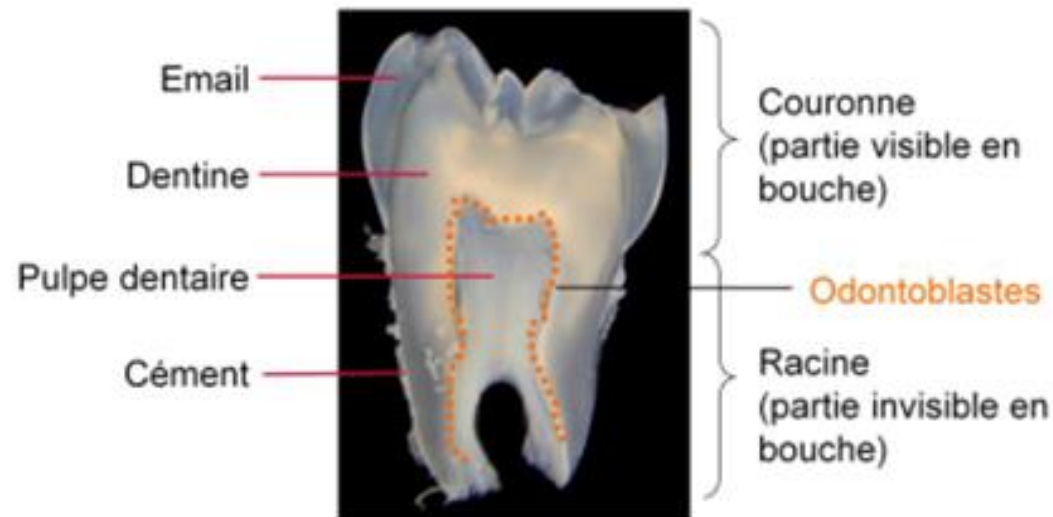 Email
Dentine
Pulpe dentaire
Cément
Couronne
(partie visible en
bouche)
Odontoblastes
Racine
(partie invisible en
bouche)